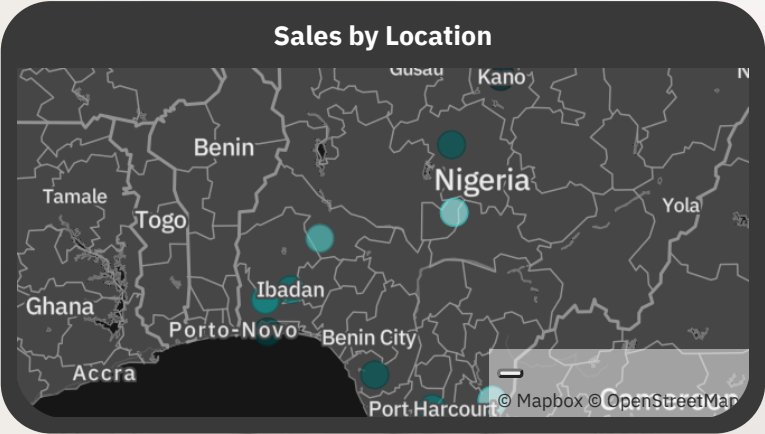 Sales by Location
Gusau
Kano
N
Benin
Nigeria
Tamale
Yola
Togo
Ibadan
Ghana
Porto-Novo
Benin City
Accra
Port Harcourt
© Mapbox © OpenStreetMap